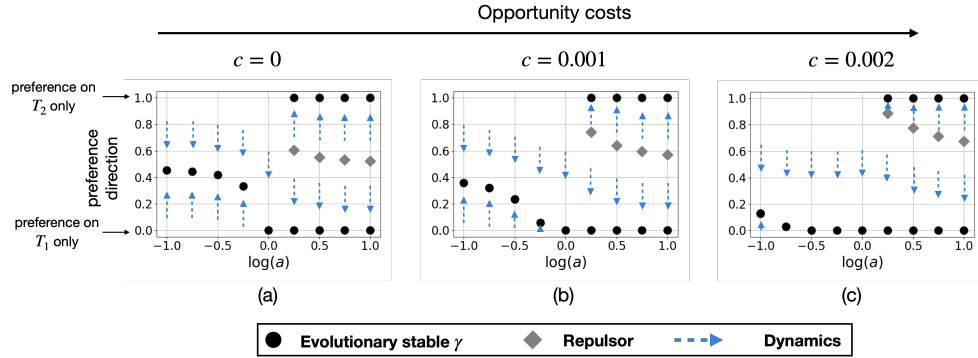 Opportunity costs
c = 0
c = 0.001
c = 0.002
preference on
T₂ only
preference on
T₁ only
preference
direction
1.0
0.8
0.6
0.4
0.2
0.0
−1.0 −0.5 0.0 0.5 1.0
log(a)
(a)
1.0
0.8
0.6
0.4
0.2
0.0
−1.0 −0.5 0.0 0.5 1.0
log(a)
(b)
1.0
0.8
0.6
0.4
0.2
0.0
−1.0 −0.5 0.0 0.5 1.0
log(a)
(c)
Evolutionary stable γ
Repulsor
Dynamics